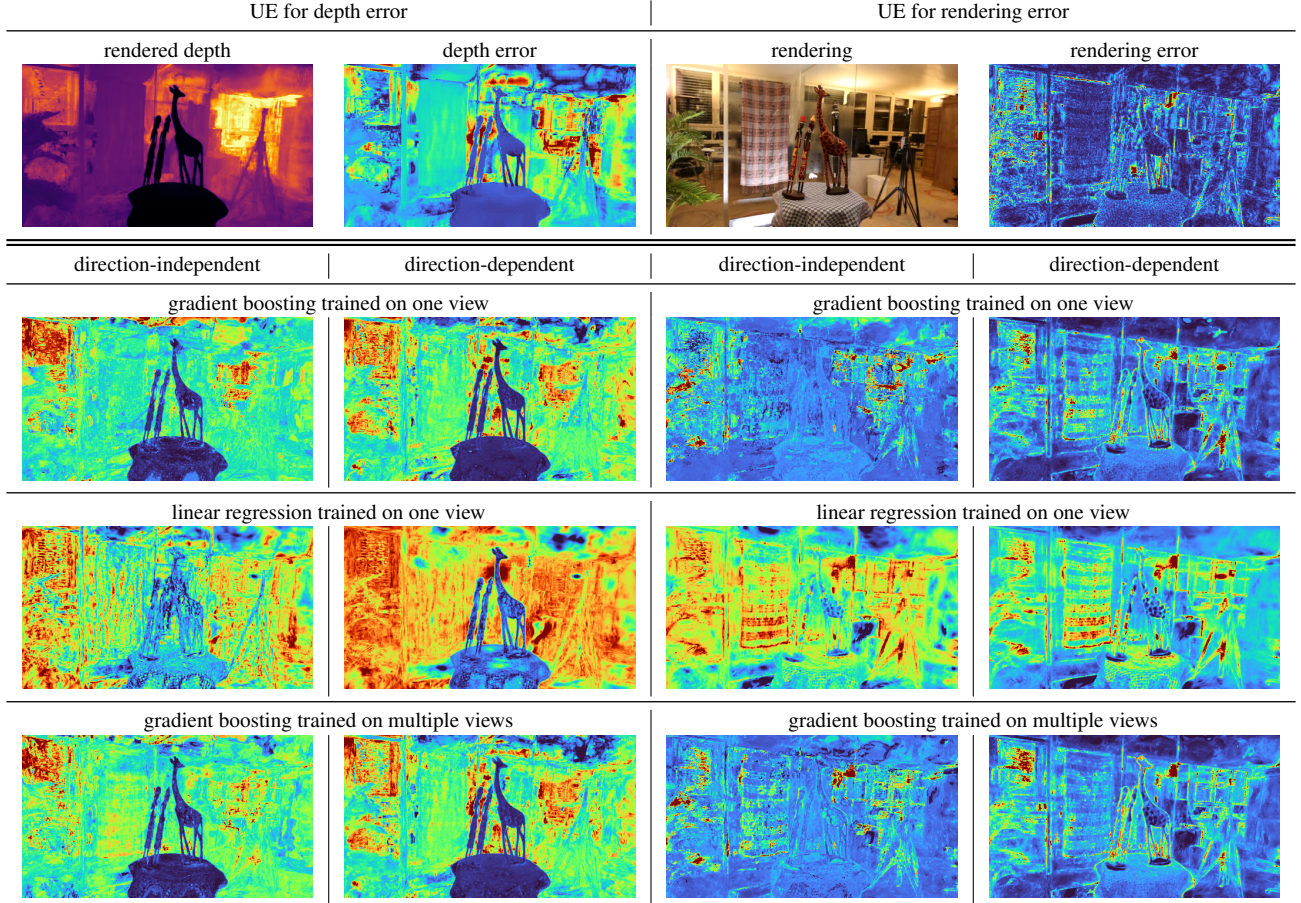 UE for depth error
UE for rendering error
rendered depth
depth error
rendering
rendering error
direction-independent
direction-dependent
direction-independent
direction-dependent
gradient boosting trained on one view
gradient boosting trained on one view
linear regression trained on one view
linear regression trained on one view
gradient boosting trained on multiple views
gradient boosting trained on multiple views